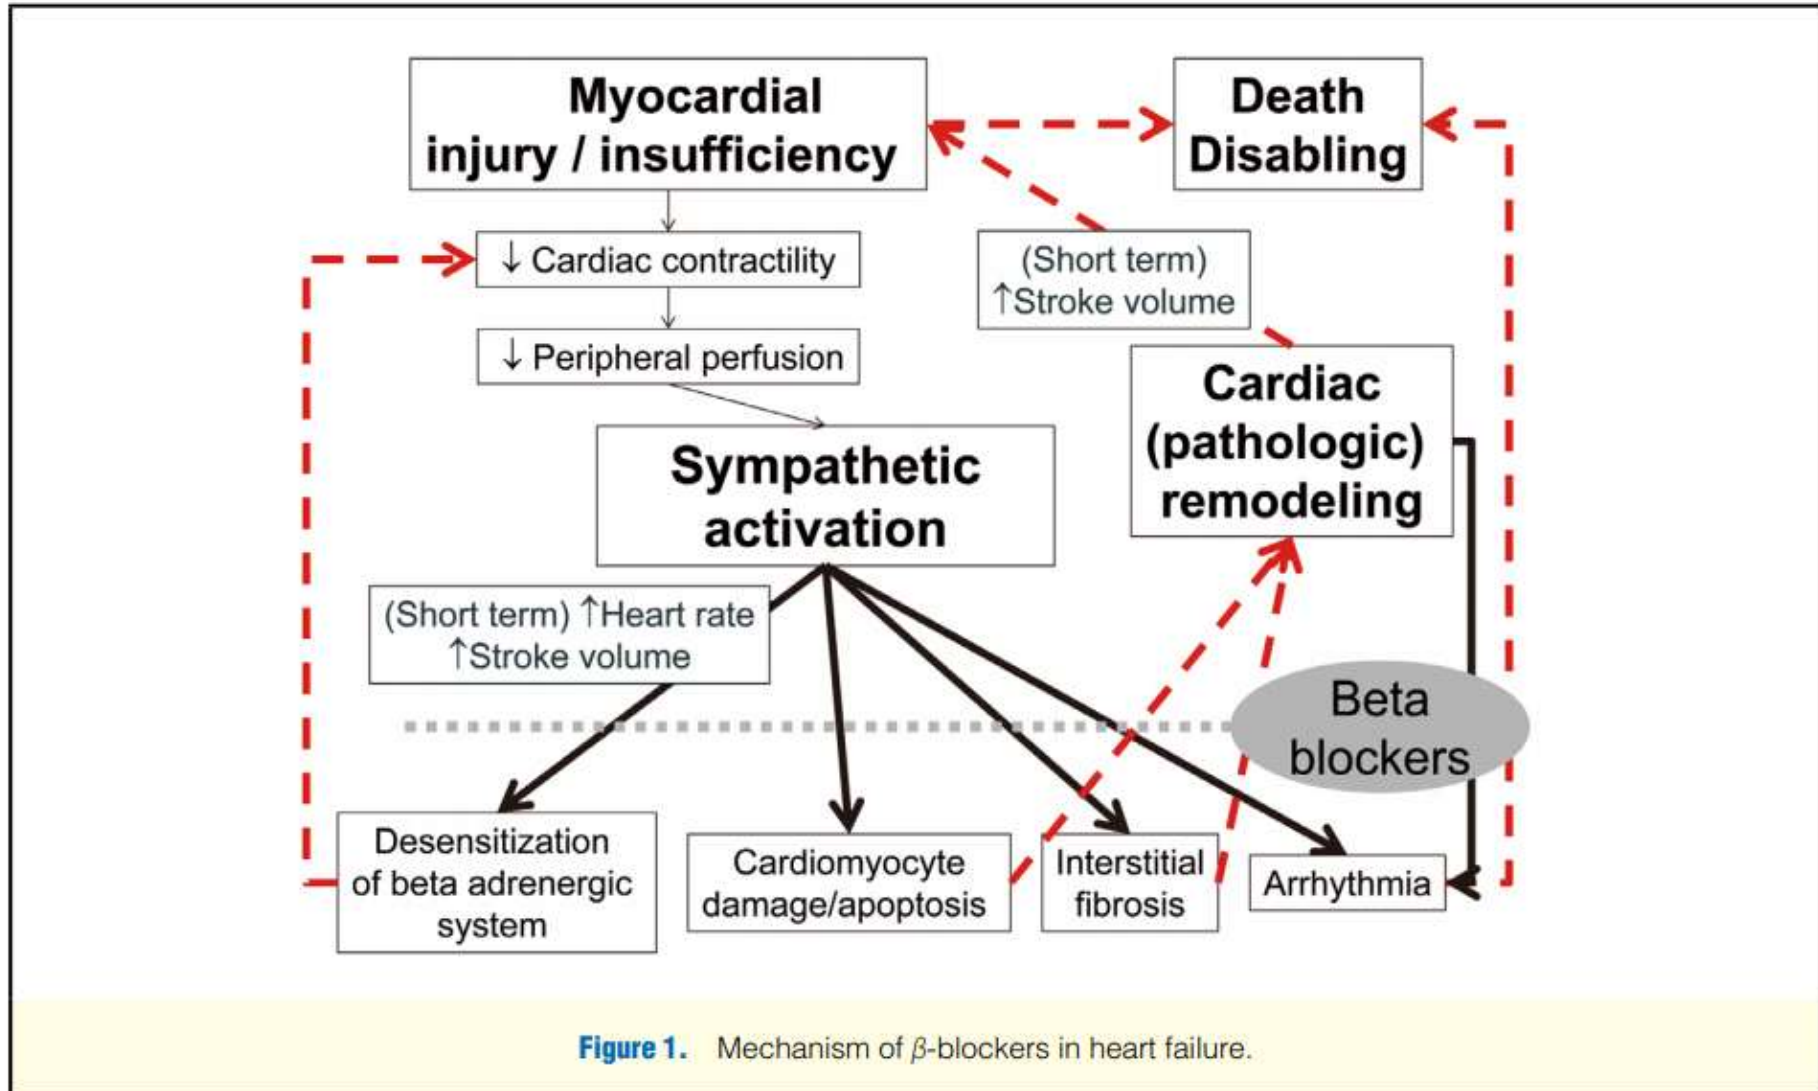 Myocardial
injury / insufficiency
Death
Disabling
↓ Cardiac contractility
(Short term)
↑Stroke volume
↓ Peripheral perfusion
Cardiac
(pathologic)
remodeling
Sympathetic
activation
(Short term) ↑Heart rate
↑Stroke volume
Beta
blockers
Desensitization
of beta adrenergic
system
Cardiomyocyte
damage/apoptosis
Interstitial
fibrosis
Arrhythmia
Figure 1. Mechanism of β-blockers in heart failure.